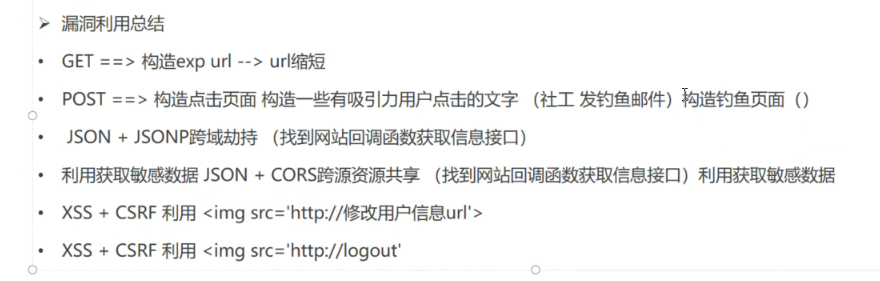 漏洞利用总结
GET ==> 构造exp url --> url缩短
POST ==> 构造点击页面 构造一些有吸引力用户点击的文字 （社工 发钓鱼邮件）构造钓鱼页面（）
JSON + JSONP跨域劫持 （找到网站回调函数获取信息接口）
利用获取敏感数据 JSON + CORS跨源资源共享 （找到网站回调函数获取信息接口）利用获取敏感数据
XSS + CSRF 利用 <img src='http://修改用户信息url'>
XSS + CSRF 利用 <img src='http://logout'